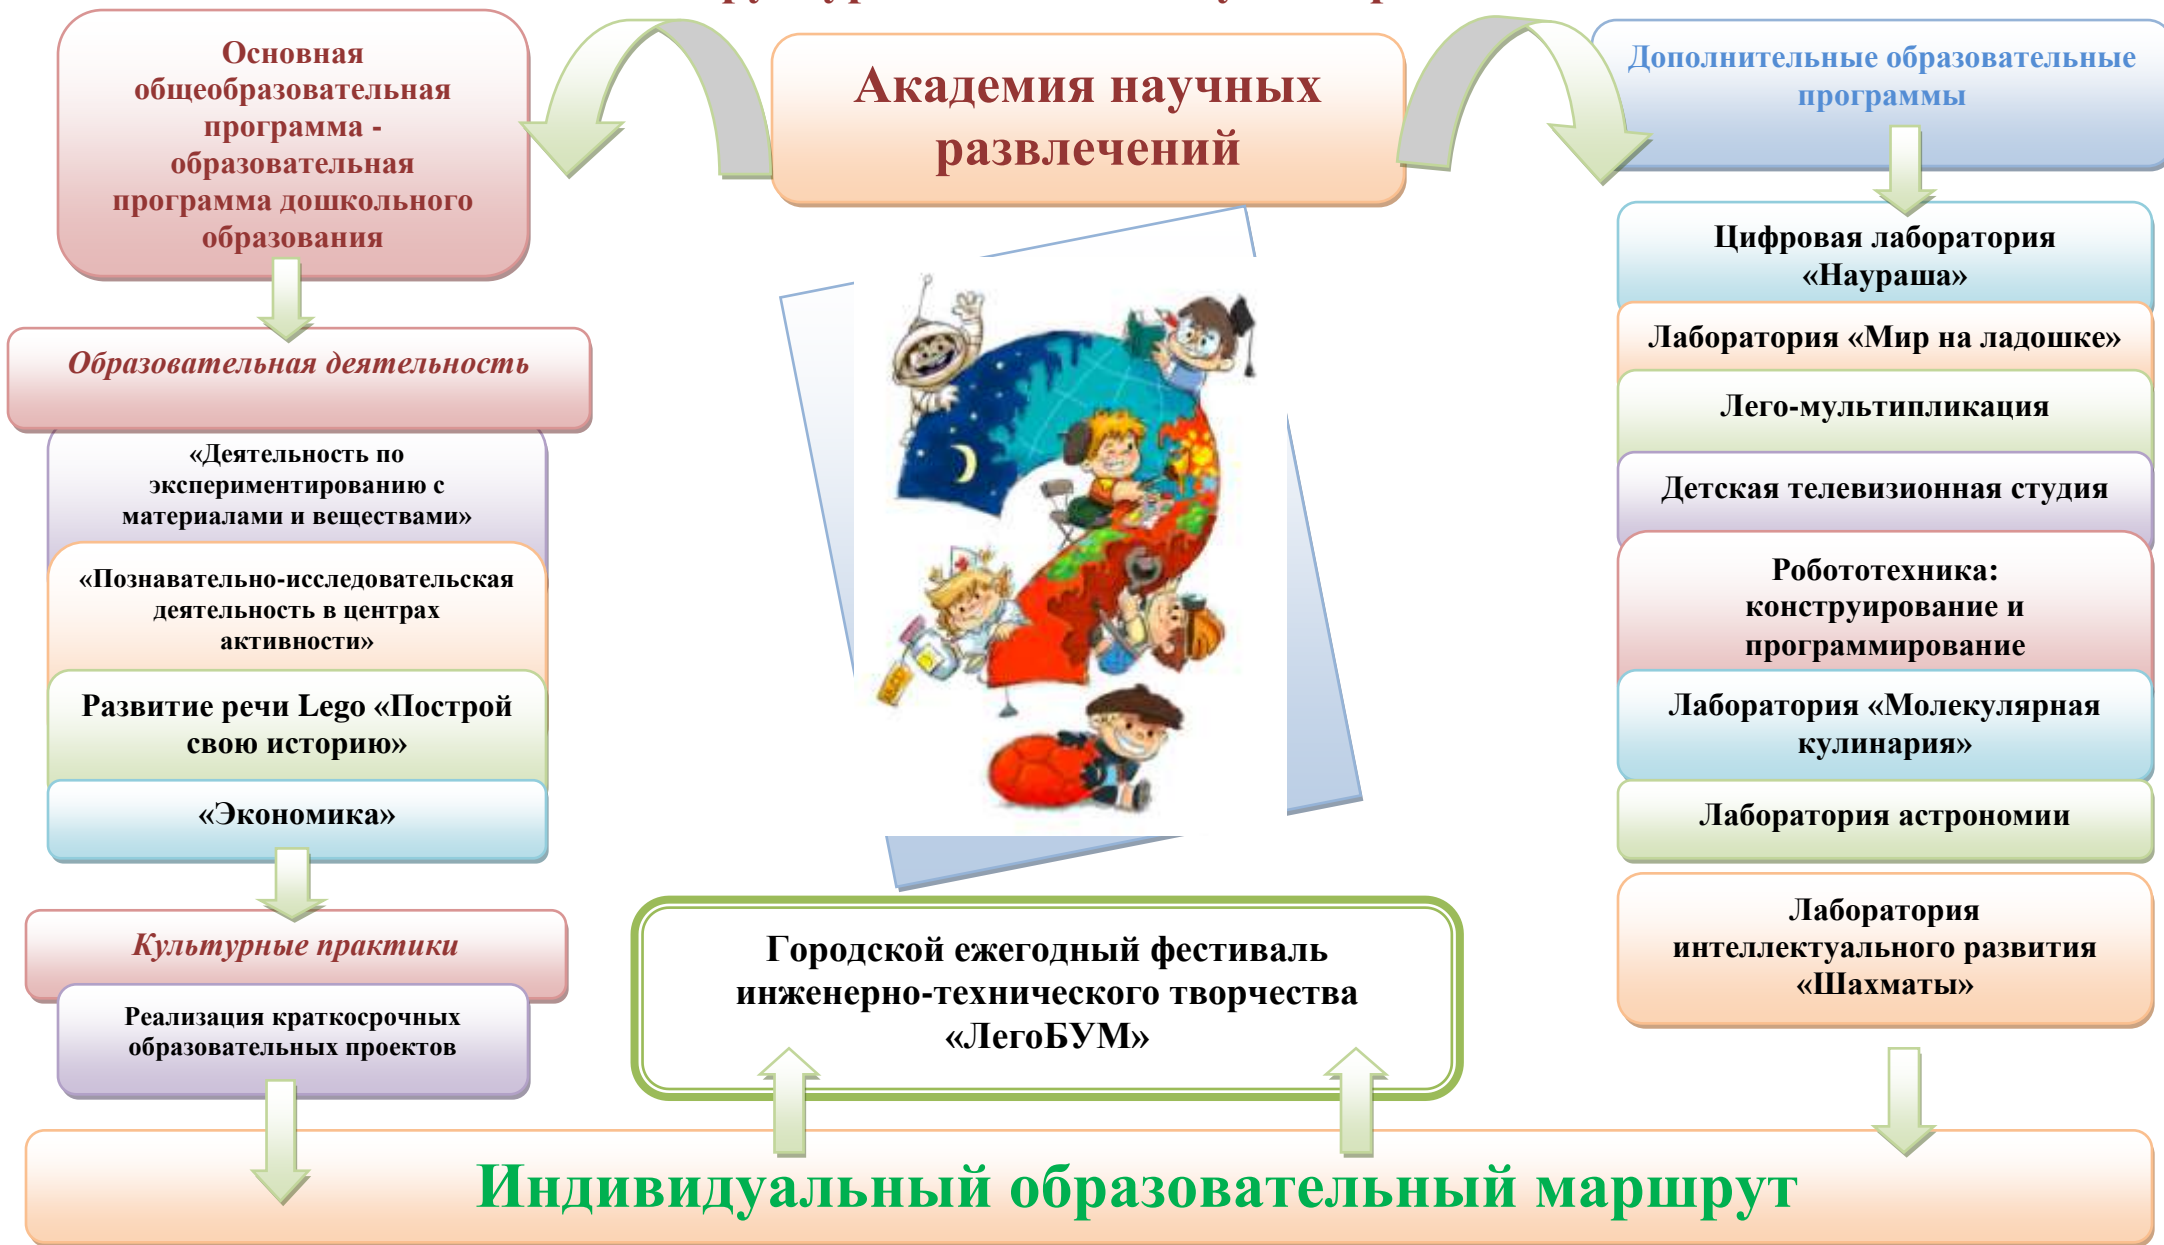 Академия научных
развлечений
Основная
общеобразовательная
программа -
образовательная
программа дошкольного
образования
Образовательная деятельность
«Деятельность по
экспериментированию с
материалами и веществами»
«Познавательно-исследовательская
деятельность в центрах
активности»
Развитие речи Lego «Построй
свою историю»
«Экономика»
Культурные практики
Реализация краткосрочных
образовательных проектов
Дополнительные образовательные
программы
Цифровая лаборатория
«Наураша»
Лаборатория «Мир на ладошке»
Лего-мультипликация
Детская телевизионная студия
Робототехника:
конструирование и
программирование
Лаборатория «Молекулярная
кулинария»
Лаборатория астрономии
Лаборатория
интеллектуального развития
«Шахматы»
Городской ежегодный фестиваль
инженерно-технического творчества
«ЛегоБУМ»
Индивидуальный образовательный маршрут